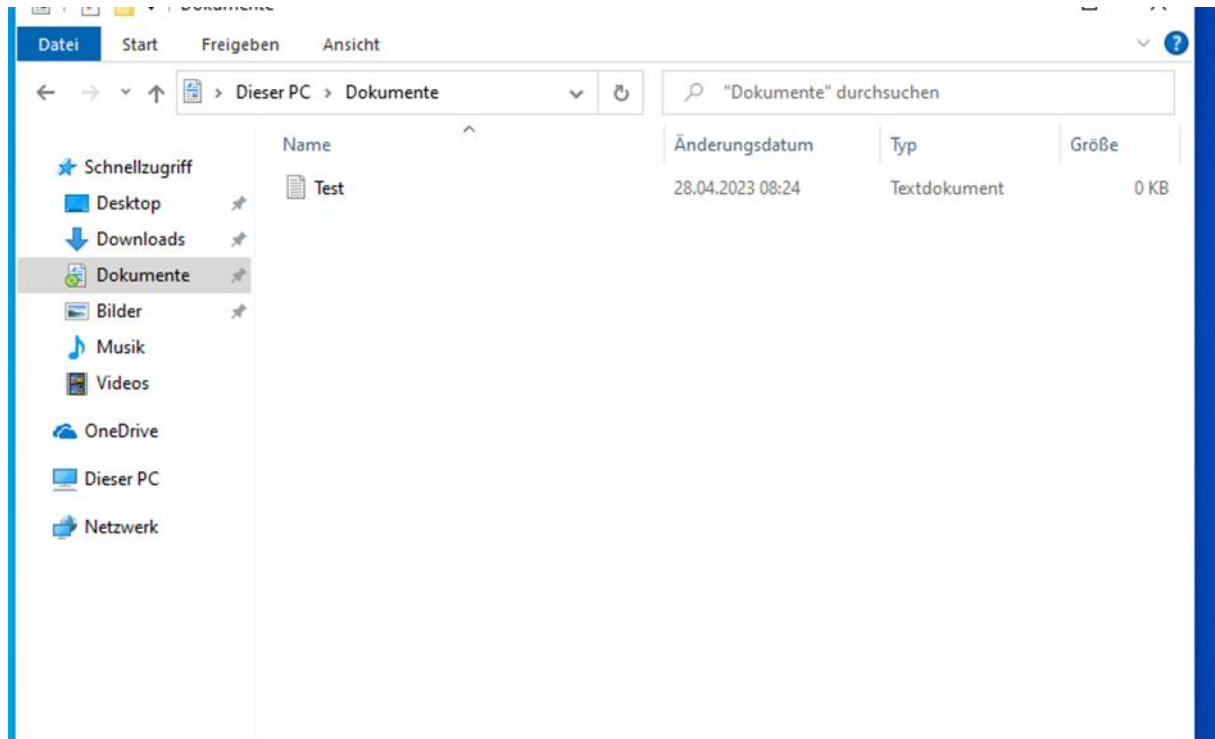 Dokumente
Datei Start Freigeben Ansicht
Dieser PC > Dokumente "Dokumente" durchsuchen
Name Änderungsdatum Typ Größe
Schnellzugriff
Test 28.04.2023 08:24 Textdokument 0 KB
Desktop
Downloads
Dokumente
Bilder
Musik
Videos
OneDrive
Dieser PC
Netzwerk